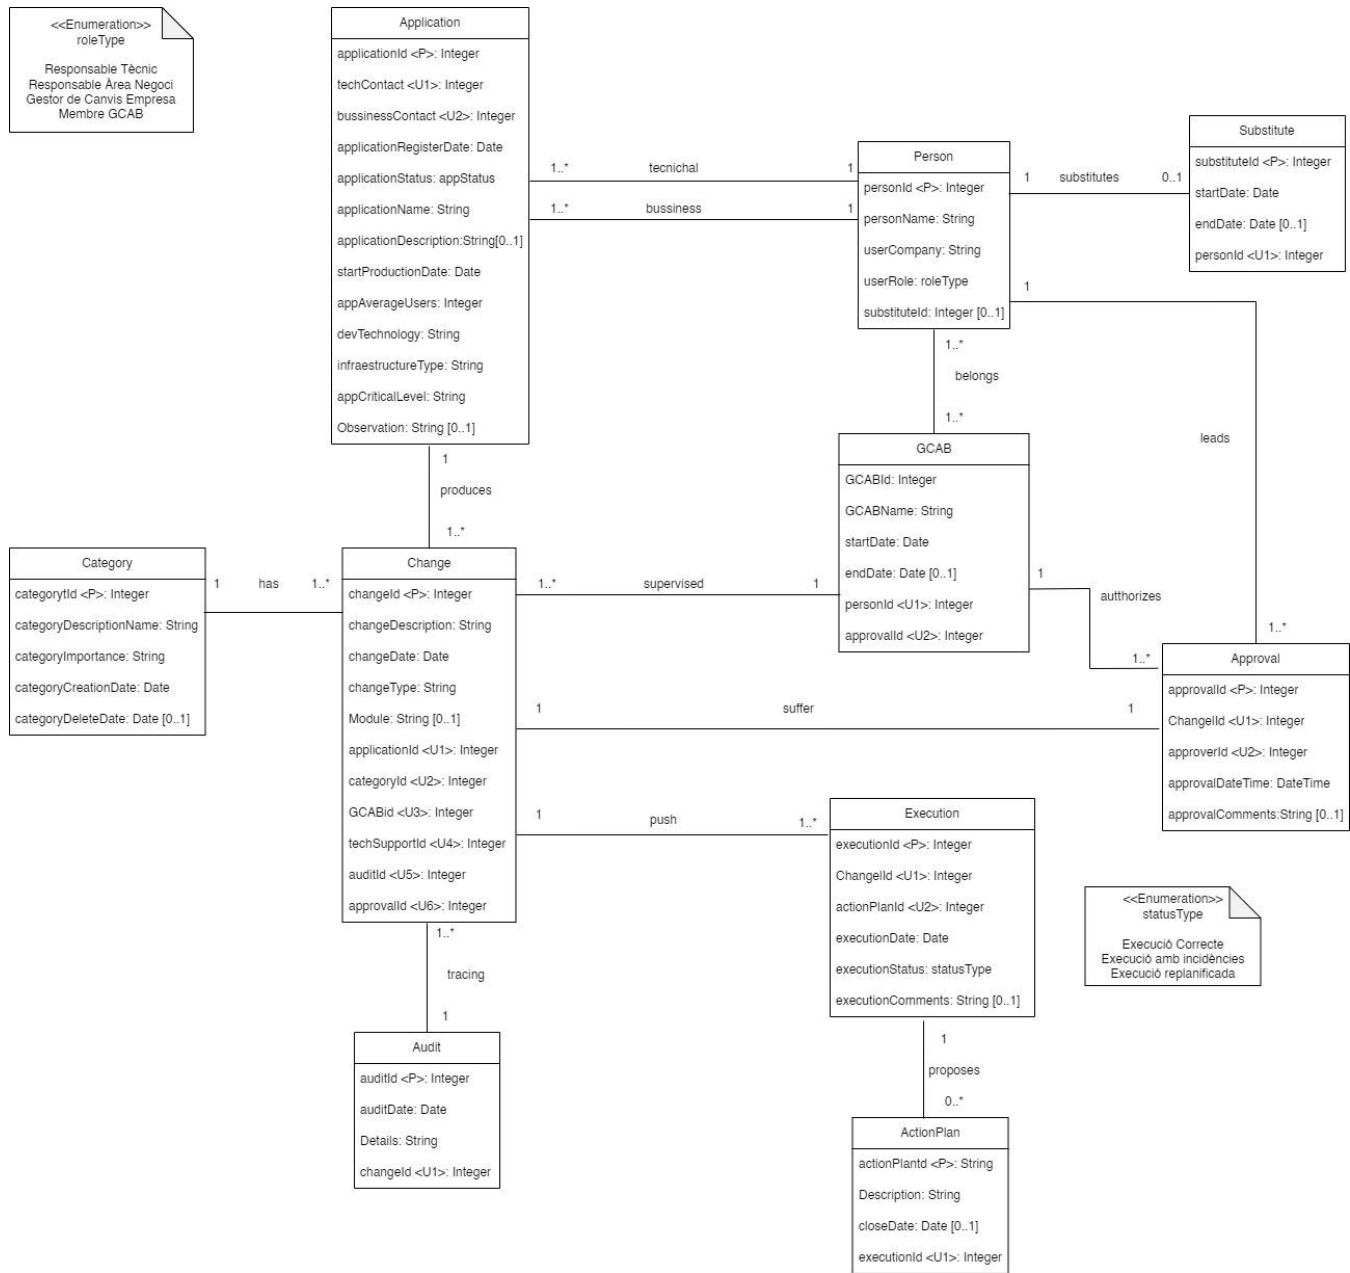 <<Enumeration>>
roleType
Responsable Tècnic
Responsable Àrea Negoci
Gestor de Canvis Empresa
Membre GCAB
Application
applicationId <P>: Integer
techContact <U1>: Integer
bussinessContact <U2>: Integer
applicationRegisterDate: Date
applicationStatus: appStatus
applicationName: String
applicationDescription:String[0..1]
startProductionDate: Date
appAverageUsers: Integer
devTechnology: String
infraestructureType: String
appCriticalLevel: String
Observation: String [0..1]
1..* tecnichal 1
1..* bussiness 1
Person
personId <P>: Integer
personName: String
userCompany: String
userRole: roleType
substituteId: Integer [0..1]
1 substitutes 0..1
Substitute
substituteId <P>: Integer
startDate: Date
endDate: Date [0..1]
personId <U1>: Integer
1
leads
1..*
1..*
belongs
1..*
GCAB
GCABId: Integer
GCABName: String
startDate: Date
endDate: Date [0..1]
personId <U1>: Integer
approvalId <U2>: Integer
1
autthorizes
1..*
1
produces
1..*
Category
categorytId <P>: Integer
categoryDescriptionName: String
categoryImportance: String
categoryCreationDate: Date
categoryDeleteDate: Date [0..1]
1 has 1..*
Change
changeId <P>: Integer
changeDescription: String
changeDate: Date
changeType: String
Module: String [0..1]
applicationId <U1>: Integer
categoryId <U2>: Integer
GCABid <U3>: Integer
techSupportId <U4>: Integer
auditId <U5>: Integer
approvalId <U6>: Integer
1..* supervised 1
1 suffer 1
1 push 1..*
Approval
approvalId <P>: Integer
ChangeIId <U1>: Integer
approverId <U2>: Integer
approvalDateTime: DateTime
approvalComments:String [0..1]
Execution
executionId <P>: Integer
ChangeIId <U1>: Integer
actionPlanId <U2>: Integer
executionDate: Date
executionStatus: statusType
executionComments: String [0..1]
<<Enumeration>>
statusType
Execució Correcte
Execució amb incidències
Execució replanificada
1..*
tracing
1
Audit
auditId <P>: Integer
auditDate: Date
Details: String
changeId <U1>: Integer
1
proposes
0..*
ActionPlan
actionPlantd <P>: String
Description: String
closeDate: Date [0..1]
executionId <U1>: Integer